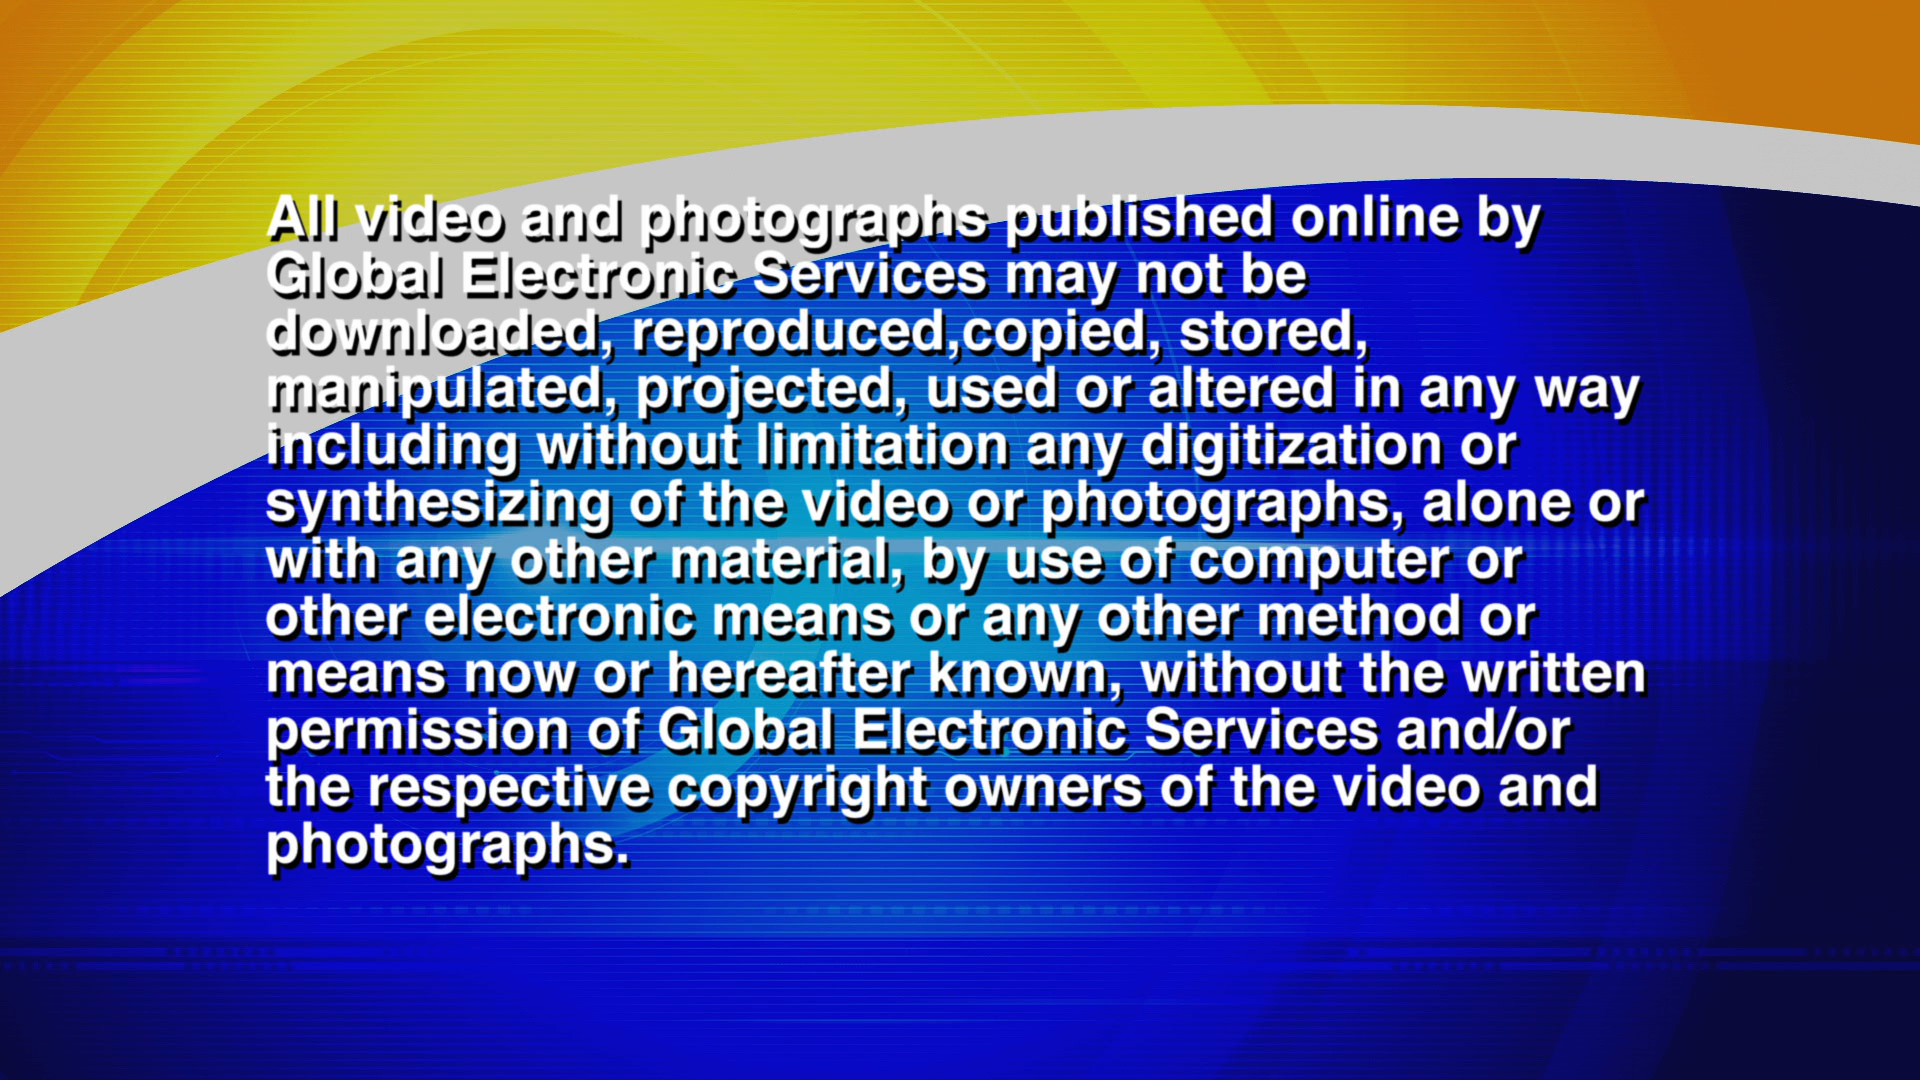 All video and photographs published online by
Global Electronic Services may not be
downloaded, reproduced,copied, stored,
manipulated, projected, used or altered in any way
including without limitation any digitization or
synthesizing of the video or photographs, alone or
with any other material, by use of computer or
other electronic means or any other method or
means now or hereafter known, without the written
permission of Global Electronic Services and/or
the respective copyright owners of the video and
photographs.